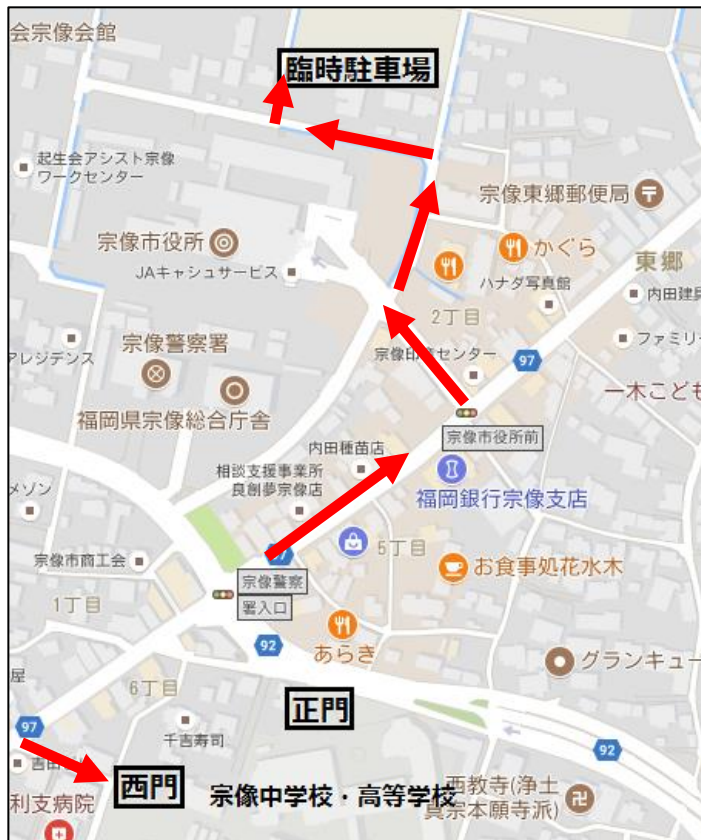 会宗像会館
臨時駐車場
起生会アシスト宗像
ワークセンター
宗像東郷郵便局
宗像市役所
かぐら
JAキャシュサービス
東郷
ハナダ写真館
内田建具
2丁目
宗像警察署
アレジデンス
ファミリー
97
福岡県宗像総合庁舎
一木こども
宗像市役所前
内田種苗店
相談支援事業所
良創夢宗像店
メゾン
福岡銀行宗像支店
5丁目
宗像市商工会
お食事処花水木
宗像警察
署入口
1丁目
あらき
92
グランキュー
屋
6丁目
正門
97
千吉寿司
92
西門
宗像中学校・高等学校
西教寺(浄土
真宗本願寺派)
利支病院